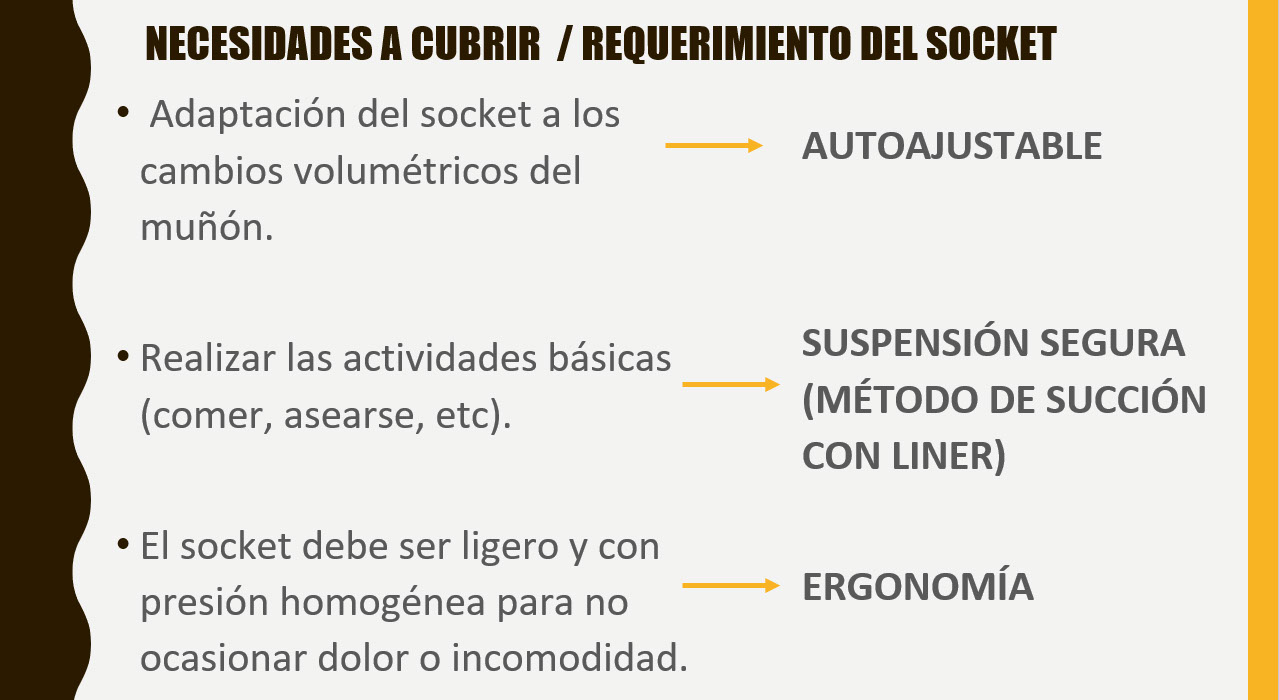 NECESIDADES A CUBRIR / REQUERIMIENTO DEL SOCKET
• Adaptación del socket a los
cambios volumétricos del
muñón.
AUTOAJUSTABLE
• Realizar las actividades básicas
(comer, asearse, etc).
SUSPENSIÓN SEGURA
(MÉTODO DE SUCCIÓN
CON LINER)
• El socket debe ser ligero y con
presión homogénea para no
ocasionar dolor o incomodidad.
ERGONOMÍA